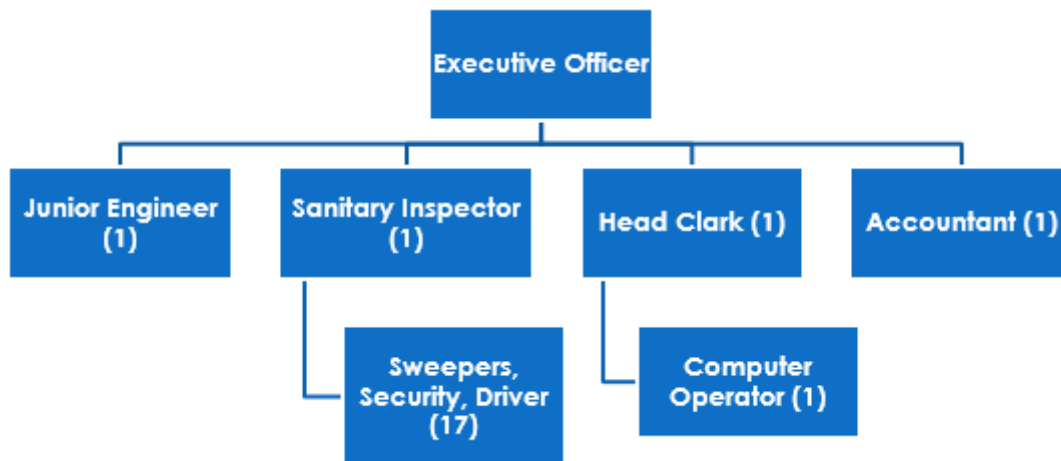 Executive Officer
Junior Engineer
(1)
Sanitary Inspector
(1)
Head Clark (1)
Accountant (1)
Sweepers,
Security, Driver
(17)
Computer
Operator (1)